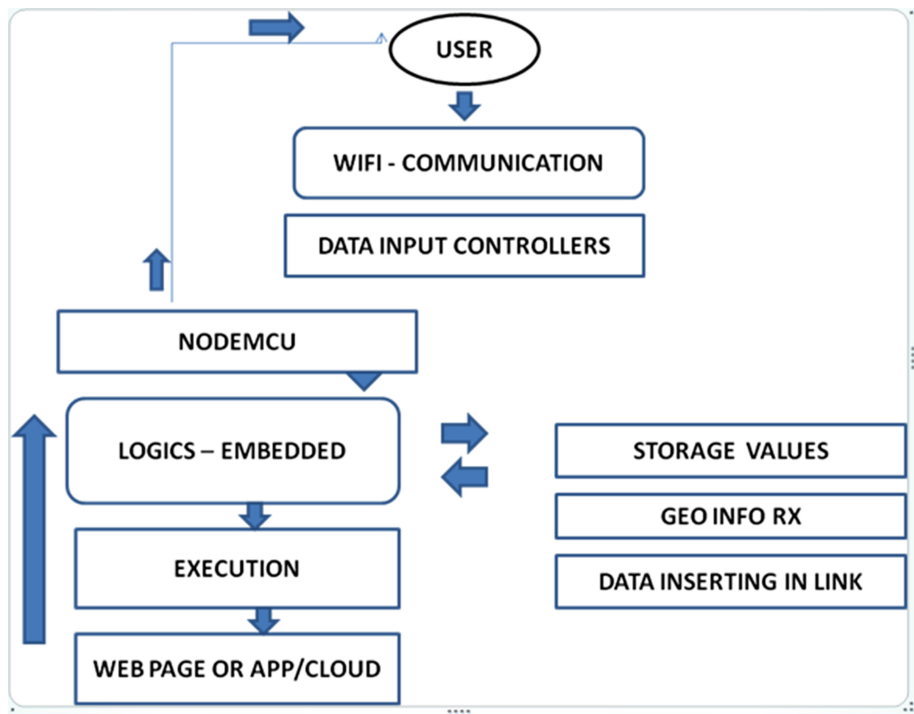 USER
WIFI - COMMUNICATION
DATA INPUT CONTROLLERS
NODEMCU
LOGICS – EMBEDDED
STORAGE VALUES
GEO INFO RX
EXECUTION
DATA INSERTING IN LINK
WEB PAGE OR APP/CLOUD